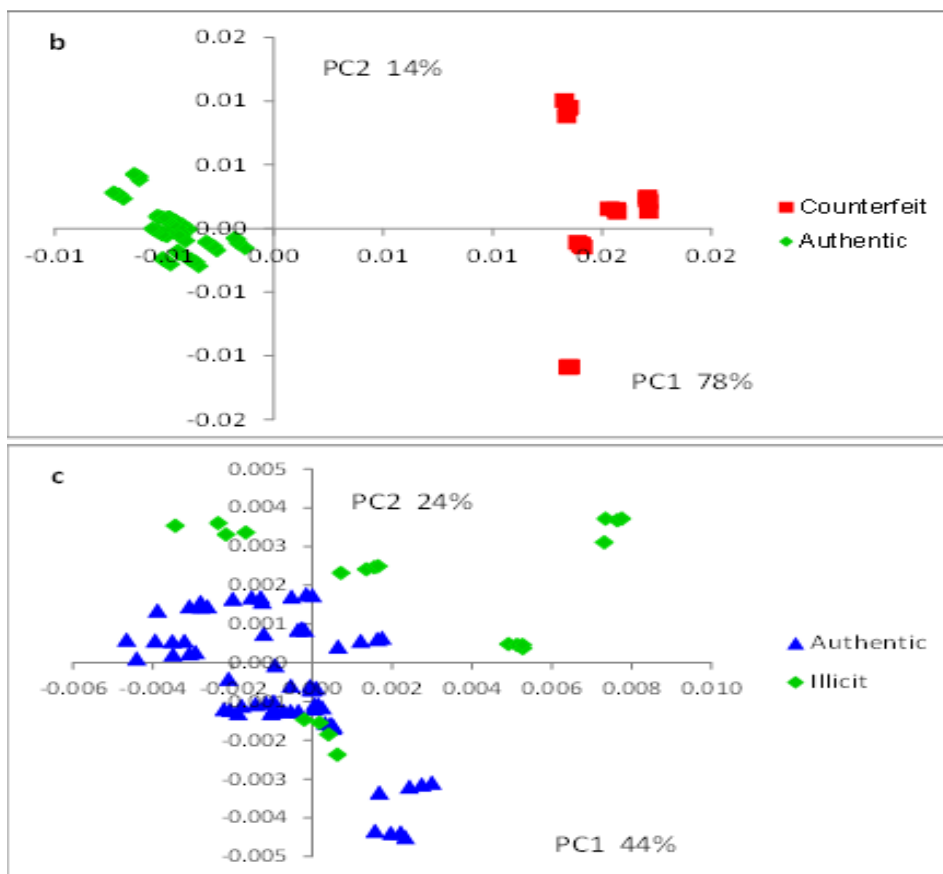 b
0.02
PC2 14%
0.01
0.01
0.00
-0.01 -0.01 0.00 0.01 0.01 0.02 0.02
-0.01
-0.01
-0.02
PC1 78%
Counterfeit
Authentic
c
0.005
PC2 24%
0.004
0.003
0.002
0.001
0.000
-0.006 -0.004 -0.002 0.000 0.002 0.004 0.006 0.008 0.010
-0.001
-0.002
-0.003
-0.004
-0.005
PC1 44%
Authentic
Illicit